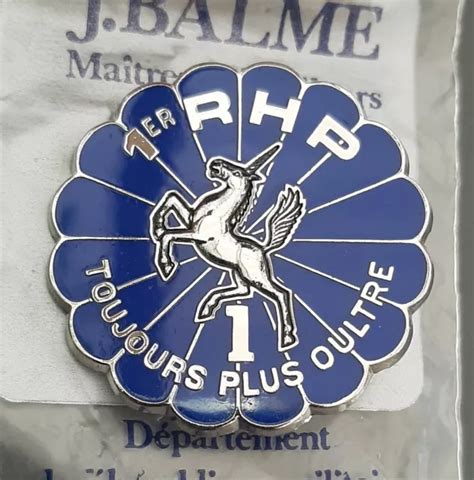 J.BALME
Maître
1ER RHP
1
TOUJOURS PLUS OULTRE
Département